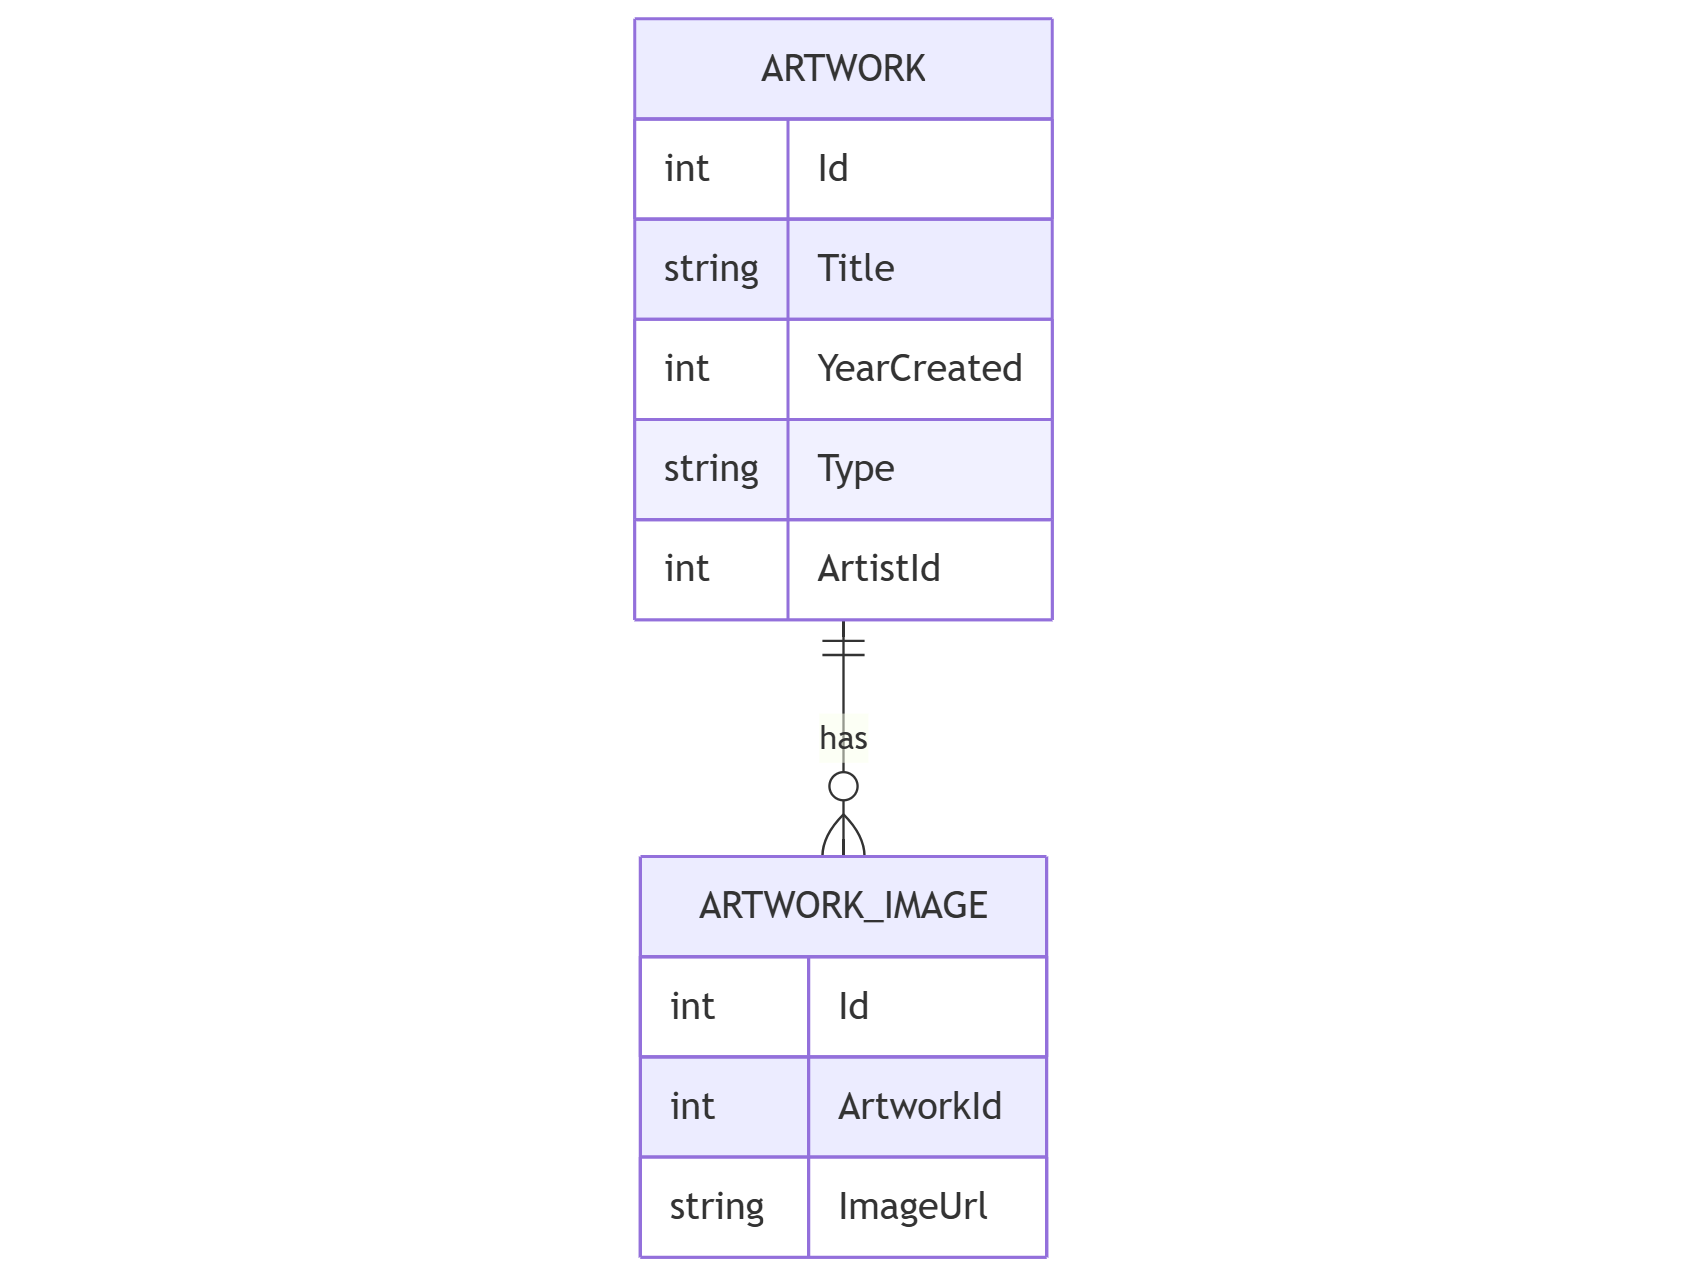 ARTWORK
int Id
string Title
int YearCreated
string Type
int ArtistId
has
ARTWORK_IMAGE
int Id
int ArtworkId
string ImageUrl